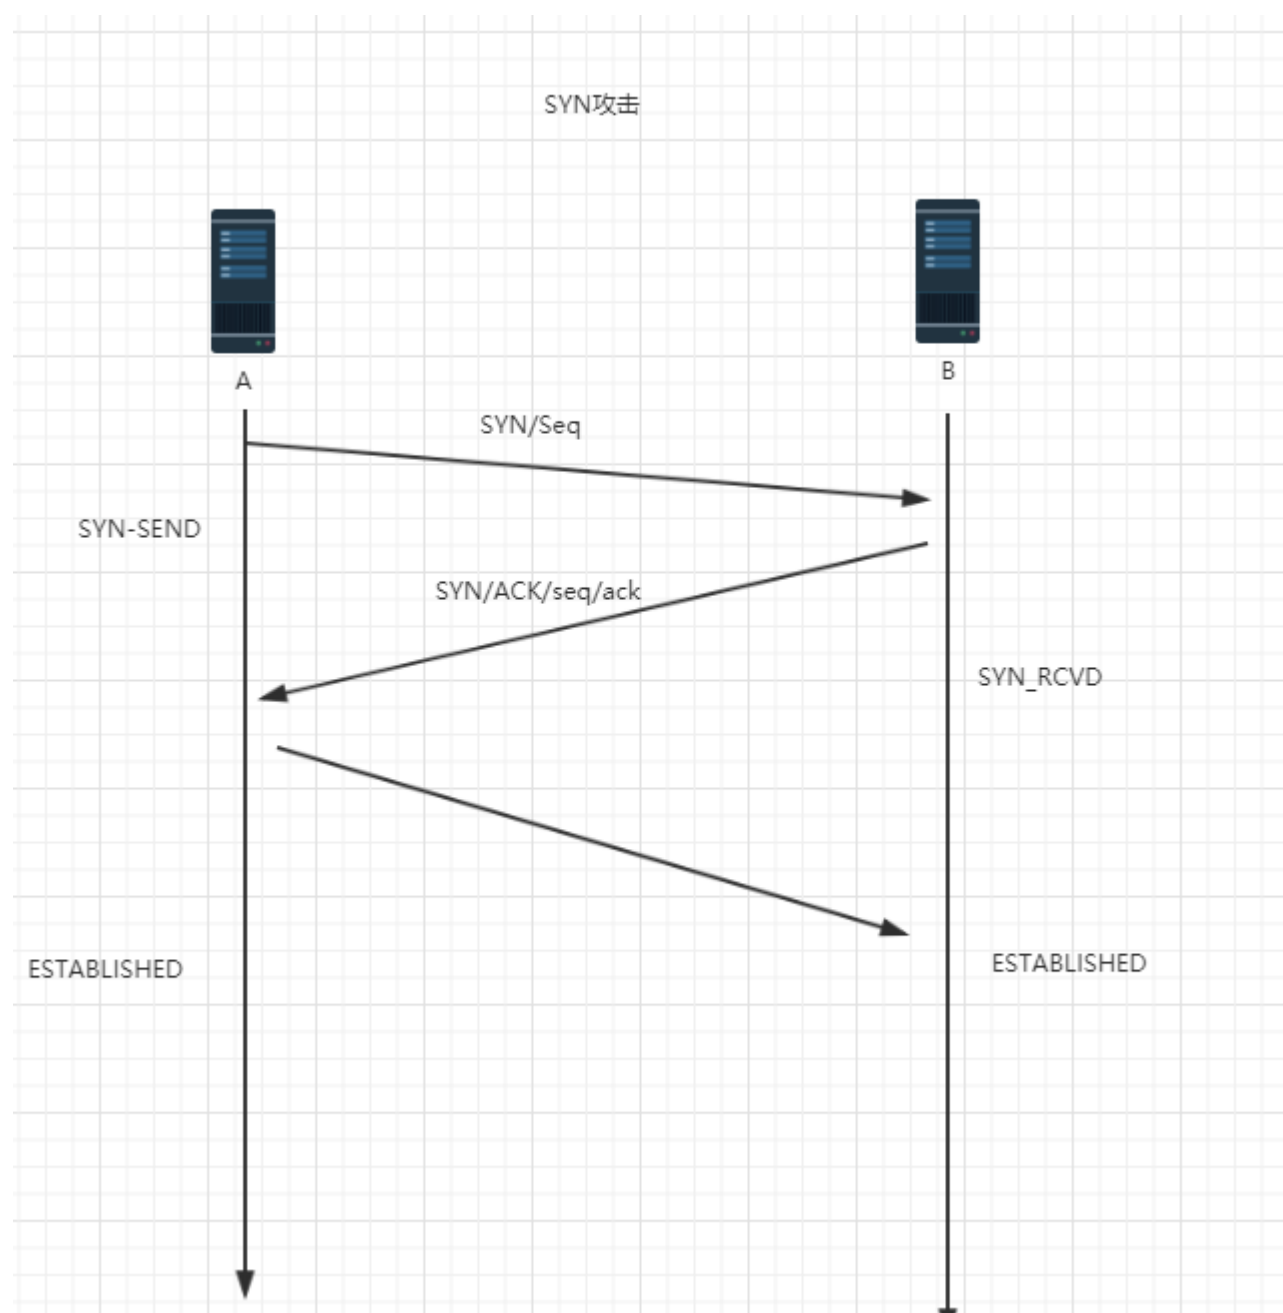 SYN攻击
A
B
SYN/Seq
SYN-SEND
SYN/ACK/seq/ack
SYN_RCVD
ESTABLISHED
ESTABLISHED